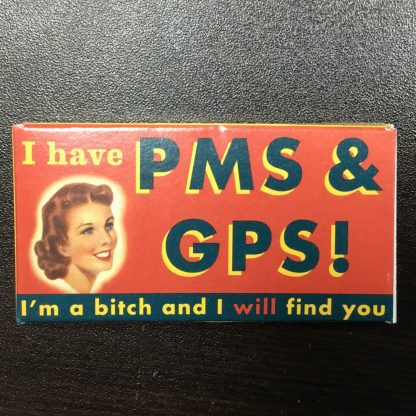 I have PMS &
GPS!
I'm a bitch and I will find you